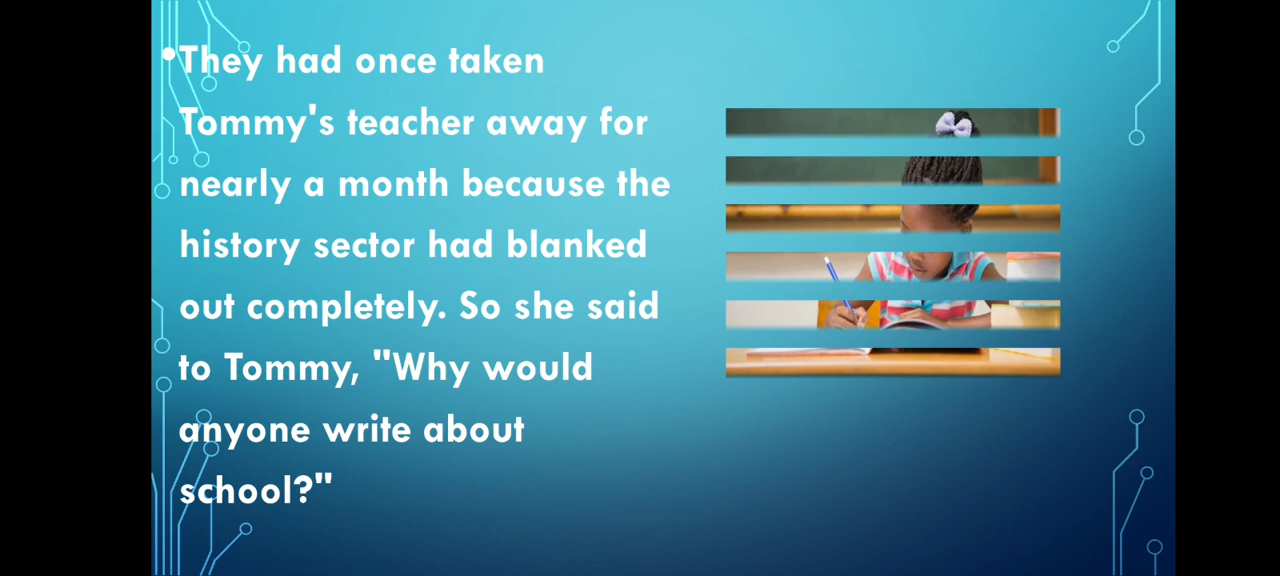 •They had once taken
Tommy's teacher away for
nearly a month because the
history sector had blanked
out completely. So she said
to Tommy, "Why would
anyone write about
school?"